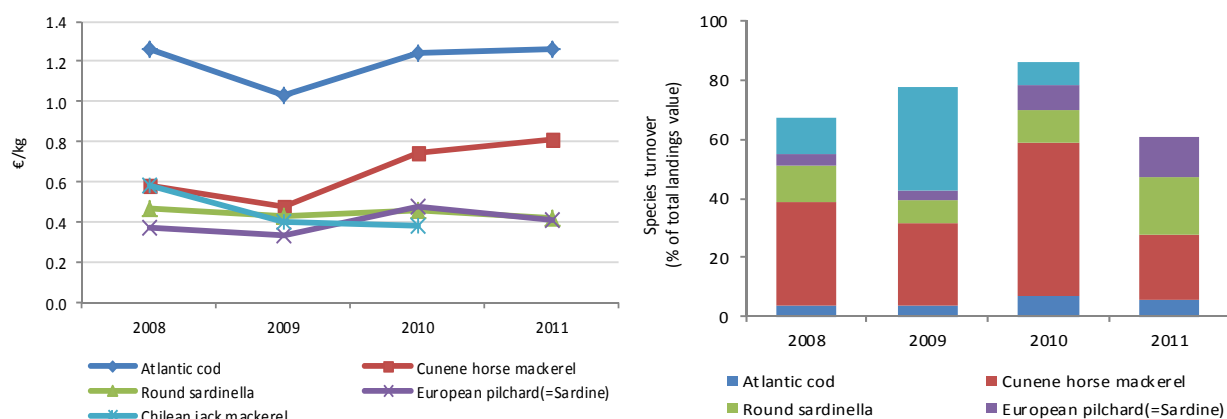 1.4
1.2
1.0
0.8
0.6
0.4
0.2
0.0
€/kg
2008 2009 2010 2011
Atlantic cod Cunene horse mackerel
Round sardinella European pilchard(=Sardine)
Chilean jack mackerel
100
80
60
40
20
0
Species turnover
(% of total landings value)
2008 2009 2010 2011
Atlantic cod Cunene horse mackerel
Round sardinella European pilchard(=Sardine)